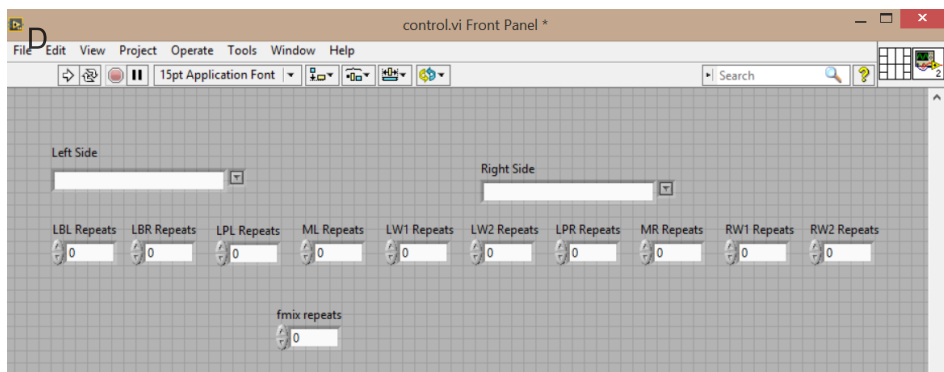 control.vi Front Panel *
D
File Edit View Project Operate Tools Window Help
15pt Application Font Search 2
Left Side
Right Side
LBL Repeats LBR Repeats LPL Repeats ML Repeats LW1 Repeats LW2 Repeats LPR Repeats MR Repeats RW1 Repeats RW2 Repeats
0 0 0 0 0 0 0 0 0 0
fmix repeats
0